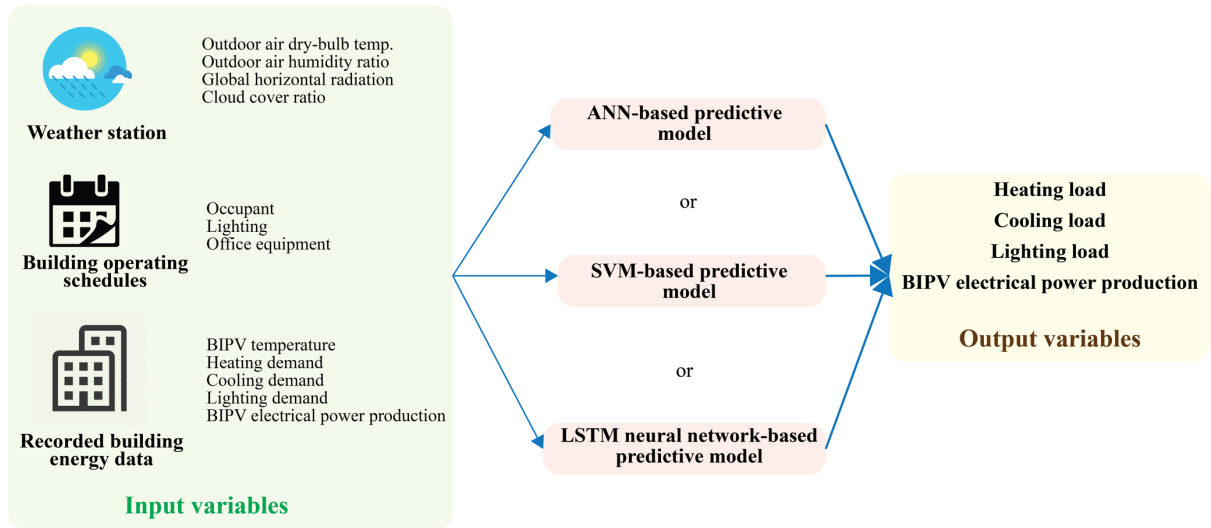 Outdoor air dry-bulb temp.
Outdoor air humidity ratio
Global horizontal radiation
Cloud cover ratio
Weather station
Occupant
Lighting
Office equipment
Building operating
schedules
BIPV temperature
Heating demand
Cooling demand
Lighting demand
BIPV electrical power production
Recorded building
energy data
Input variables
ANN-based predictive
model
or
SVM-based predictive
model
or
LSTM neural network-based
predictive model
Heating load
Cooling load
Lighting load
BIPV electrical power production
Output variables